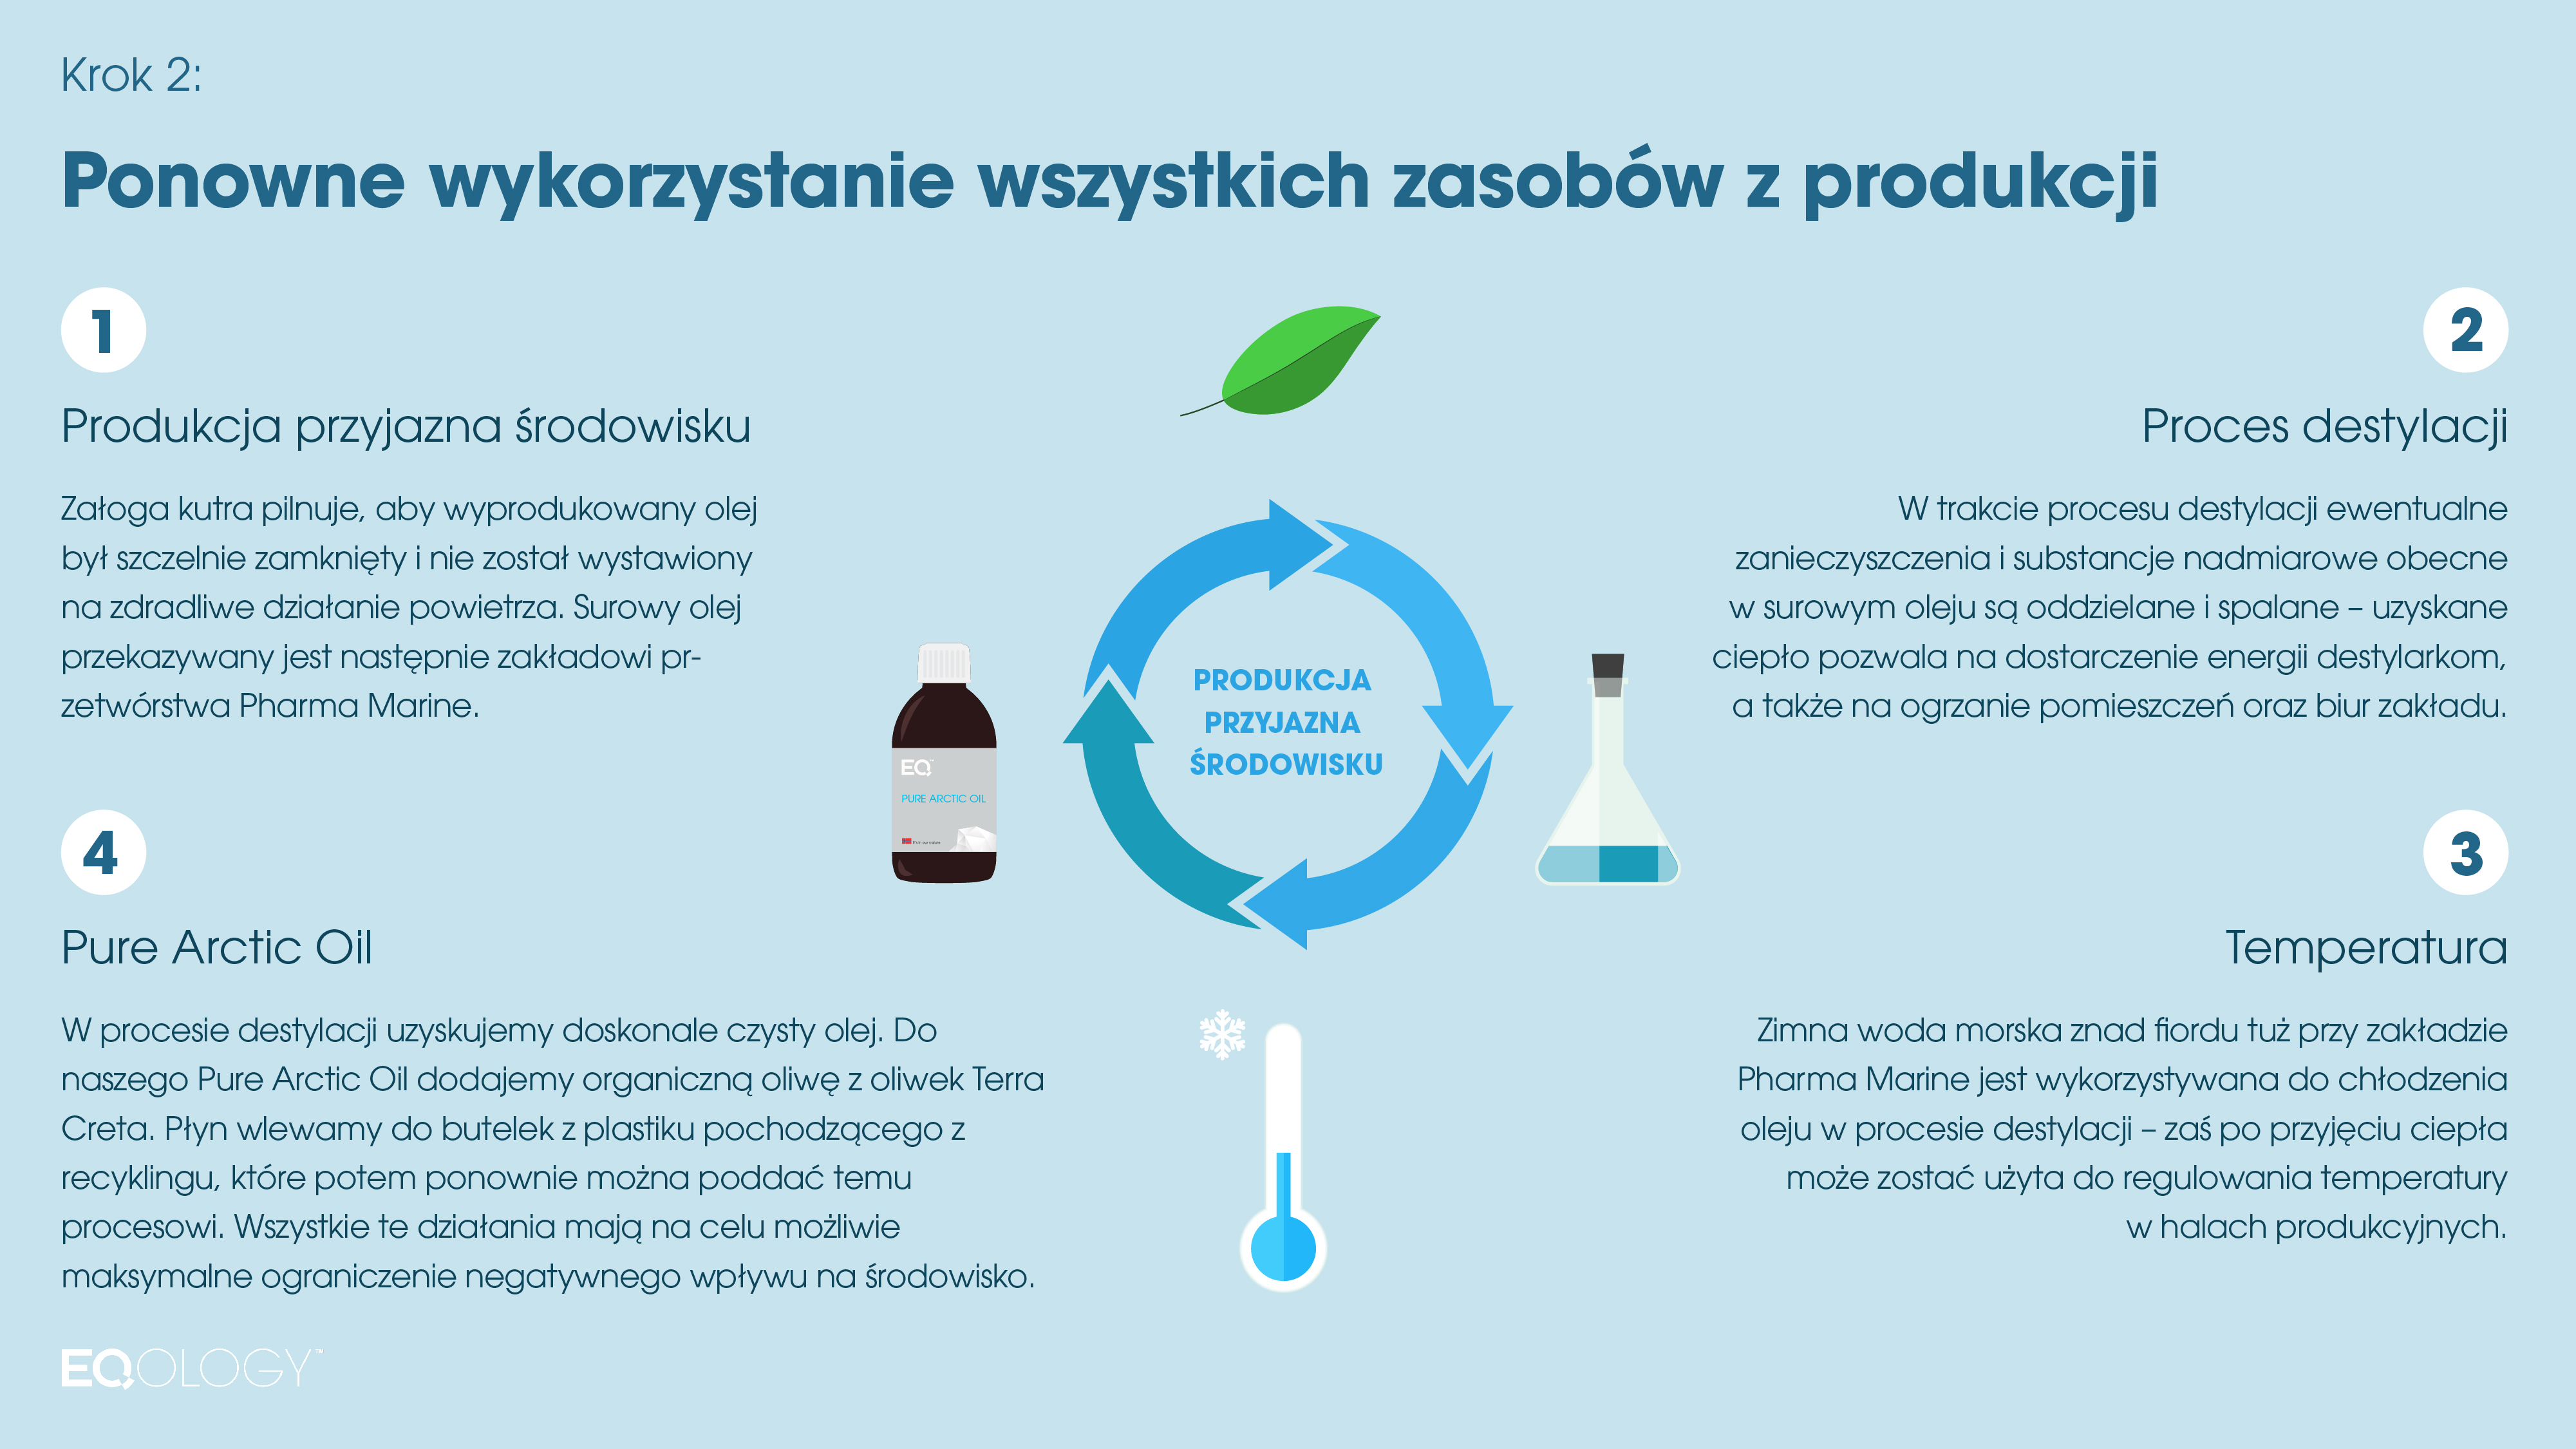 Krok 2:
Ponowne wykorzystanie wszystkich zasobów z produkcji
1
Produkcja przyjazna środowisku
Załoga kutra pilnuje, aby wyprodukowany olej
był szczelnie zamknięty i nie został wystawiony
na zdradliwe działanie powietrza. Surowy olej
przekazywany jest następnie zakładowi pr-
zetwórstwa Pharma Marine.
2
Proces destylacji
W trakcie procesu destylacji ewentualne
zanieczyszczenia i substancje nadmiarowe obecne
w surowym oleju są oddzielane i spalane – uzyskane
ciepło pozwala na dostarczenie energii destylarkom,
a także na ogrzanie pomieszczeń oraz biur zakładu.
PRODUKCJA
PRZYJAZNA
ŚRODOWISKU
EQ™
PURE ARCTIC OIL
4
Pure Arctic Oil
W procesie destylacji uzyskujemy doskonale czysty olej. Do
naszego Pure Arctic Oil dodajemy organiczną oliwę z oliwek Terra
Creta. Płyn wlewamy do butelek z plastiku pochodzącego z
recyklingu, które potem ponownie można poddać temu
procesowi. Wszystkie te działania mają na celu możliwie
maksymalne ograniczenie negatywnego wpływu na środowisko.
3
Temperatura
Zimna woda morska znad fiordu tuż przy zakładzie
Pharma Marine jest wykorzystywana do chłodzenia
oleju w procesie destylacji – zaś po przyjęciu ciepła
może zostać użyta do regulowania temperatury
w halach produkcyjnych.
EQOLOGY™